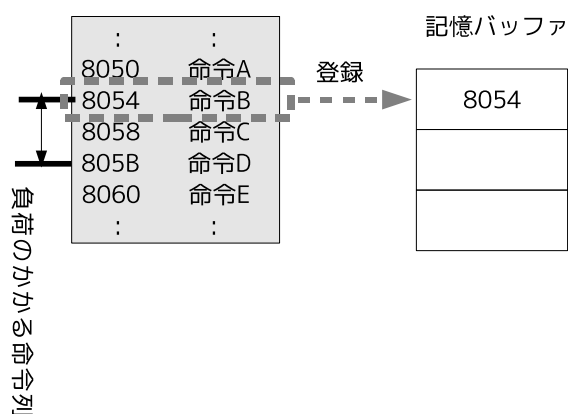 記憶バッファ
: :
8050 命令A
8054 命令B
8058 命令C
805B 命令D
8060 命令E
: :
登録
8054
負荷のかかる命令列